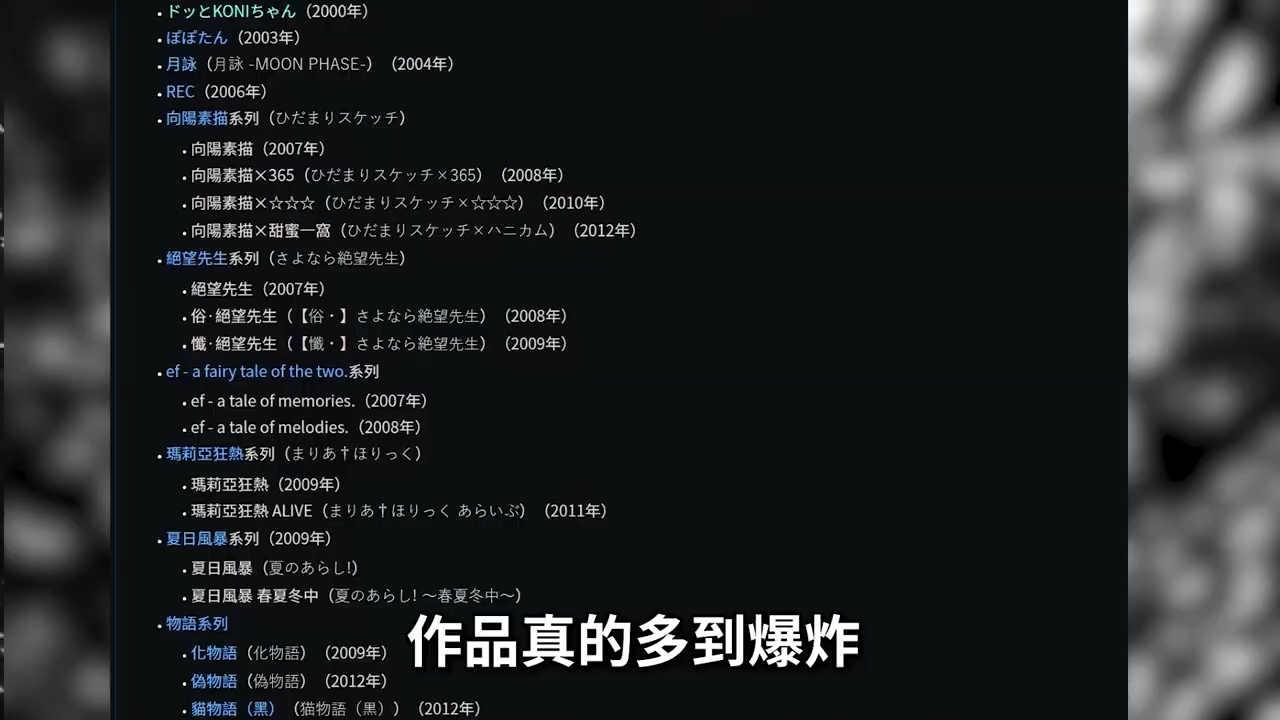 ドッとKONIちゃん（2000年）
ぽぽたん（2003年）
月詠（月詠 -MOON PHASE-）（2004年）
REC（2006年）
向陽素描系列（ひだまりスケッチ）
向陽素描（2007年）
向陽素描×365（ひだまりスケッチ×365）（2008年）
向陽素描×☆☆☆（ひだまりスケッチ×☆☆☆）（2010年）
向陽素描×甜蜜一窩（ひだまりスケッチ×ハニカム）（2012年）
絕望先生系列（さよなら絶望先生）
絕望先生（2007年）
俗·絕望先生（【俗・】さよなら絶望先生）（2008年）
懺·絕望先生（【懺・】さよなら絶望先生）（2009年）
ef - a fairy tale of the two.系列
ef - a tale of memories.（2007年）
ef - a tale of melodies.（2008年）
瑪莉亞狂熱系列（まりあ†ほりっく）
瑪莉亞狂熱（2009年）
瑪莉亞狂熱 ALIVE（まりあ†ほりっく あらいぶ）（2011年）
夏日風暴系列（2009年）
夏日風暴（夏のあらし!）
夏日風暴 春夏冬中（夏のあらし! ～春夏冬中～）
物語系列
化物語（化物語）（2009年）
偽物語（偽物語）（2012年）
貓物語（黑）（猫物語（黒））（2012年）
作品真的多到爆炸